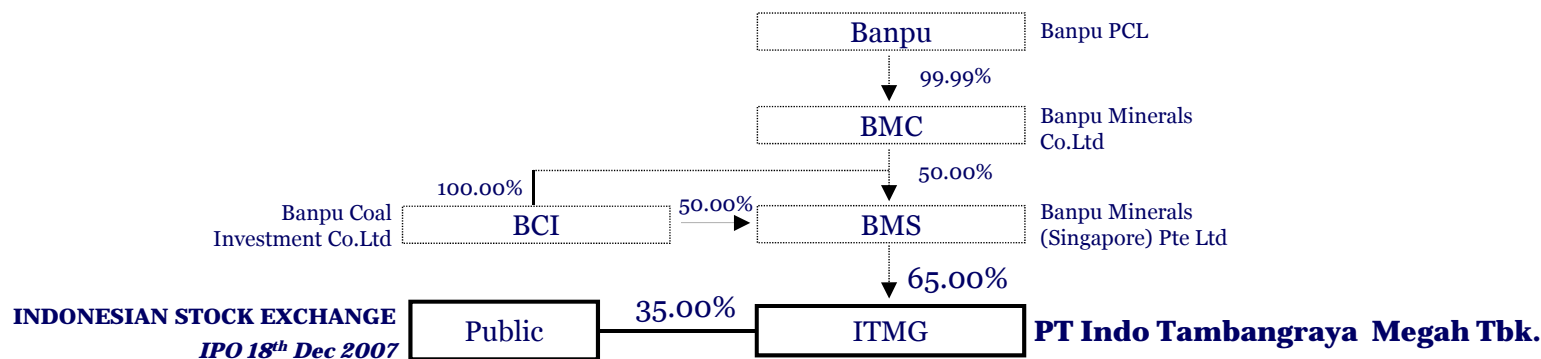 Banpu
Banpu PCL
99.99%
BMC
Banpu Minerals
Co.Ltd
100.00%
50.00%
50.00%
Banpu Coal
Investment Co.Ltd
BCI
BMS
Banpu Minerals
(Singapore) Pte Ltd
65.00%
INDONESIAN STOCK EXCHANGE
IPO 18th Dec 2007
Public
35.00%
ITMG
PT Indo Tambangraya Megah Tbk.